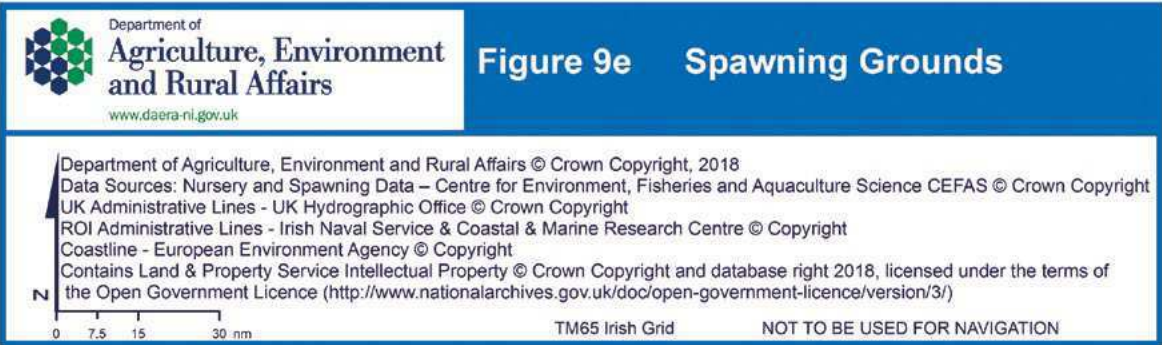 Department of
Agriculture, Environment
and Rural Affairs
www.daera-ni.gov.uk
Figure 9e Spawning Grounds
Department of Agriculture, Environment and Rural Affairs © Crown Copyright, 2018
Data Sources: Nursery and Spawning Data – Centre for Environment, Fisheries and Aquaculture Science CEFAS © Crown Copyright
UK Administrative Lines - UK Hydrographic Office © Crown Copyright
ROI Administrative Lines - Irish Naval Service & Coastal & Marine Research Centre © Copyright
Coastline - European Environment Agency © Copyright
Contains Land & Property Service Intellectual Property © Crown Copyright and database right 2018, licensed under the terms of
the Open Government Licence (http://www.nationalarchives.gov.uk/doc/open-government-licence/version/3/)
N
0 7.5 15 30 nm
TM65 Irish Grid NOT TO BE USED FOR NAVIGATION